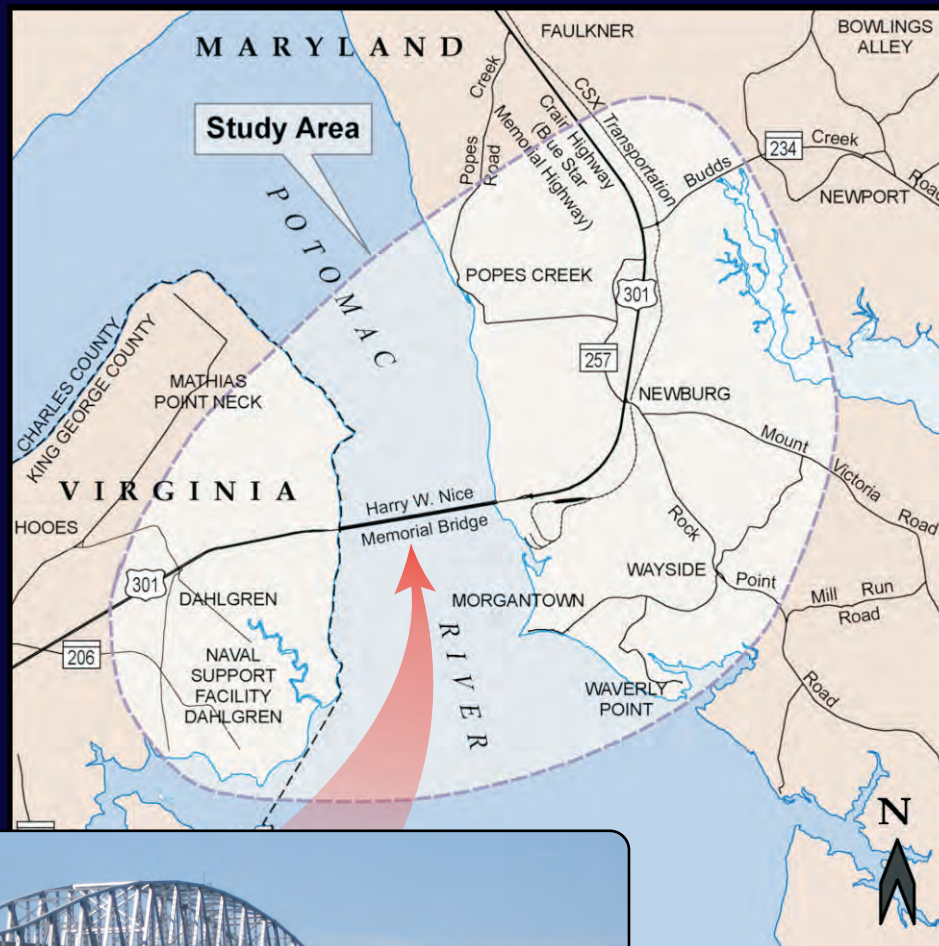 MARYLAND
FAULKNER
BOWLINGS
ALLEY
Study Area
Popes Creek
Road
CSX Transportation
Crain Highway
(Blue Star
Memorial Highway)
Budds Creek Road
234
NEWPORT
POTOMAC
POPES CREEK
301
257
CHARLES COUNTY
KING GEORGE COUNTY
MATHIAS
POINT NECK
NEWBURG
Mount Victoria Road
VIRGINIA
Harry W. Nice
Memorial Bridge
HOOES
Rock Point Road
WAYSIDE
301
DAHLGREN
MORGANTOWN
Mill Run
Road
206
NAVAL
SUPPORT
FACILITY
DAHLGREN
RIVER
WAVERLY
POINT
N